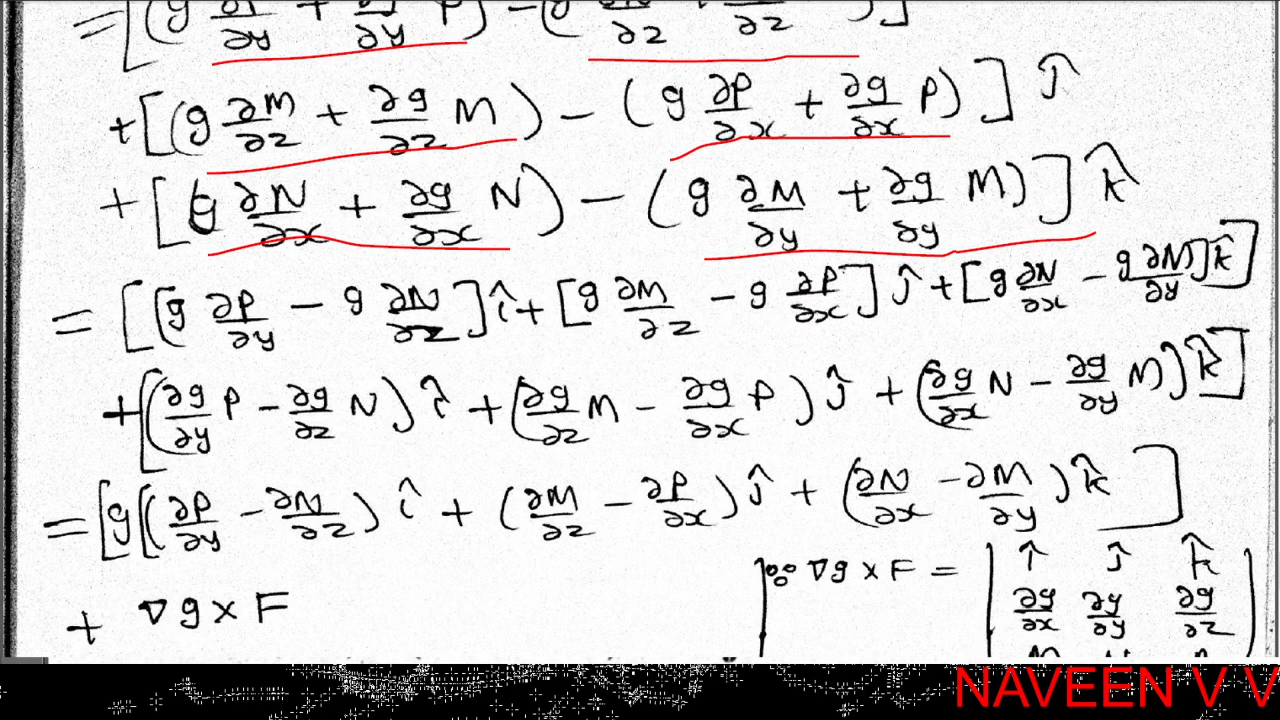 +[(g ∂M/∂z + ∂g/∂z M) − (g ∂P/∂x + ∂g/∂x P)] ĵ
+[(g ∂N/∂x + ∂g/∂x N) − (g ∂M/∂y + ∂g/∂y M)] k̂
= [(g ∂P/∂y − g ∂N/∂z] î + [g ∂M/∂z − g ∂P/∂x] ĵ + [g ∂N/∂x − g ∂M/∂y] k̂]
+[(∂g/∂y P − ∂g/∂z N) î + (∂g/∂z M − ∂g/∂x P) ĵ + (∂g/∂x N − ∂g/∂y M) k̂]
= [g[(∂P/∂y − ∂N/∂z) î + (∂M/∂z − ∂P/∂x) ĵ + (∂N/∂x − ∂M/∂y) k̂]
+ ∇g × F
∇g × F = | î ĵ k̂
∂g/∂x ∂g/∂y ∂g/∂z |
NAVEEN V V